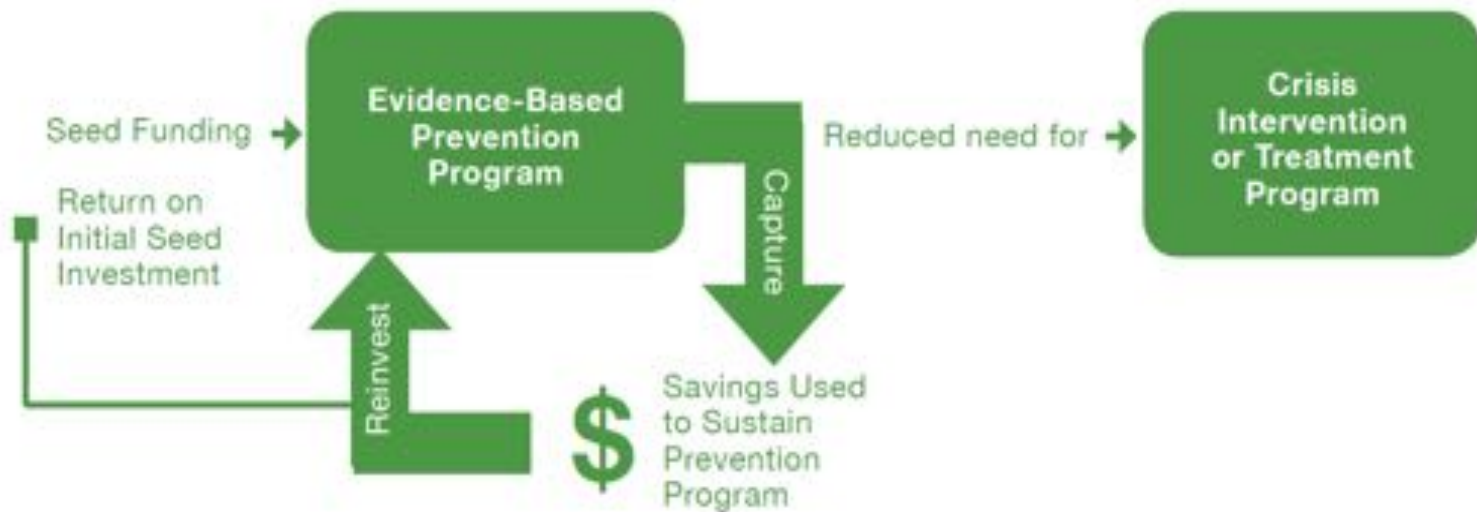 Seed Funding
Evidence-Based
Prevention
Program
Reduced need for
Crisis
Intervention
or Treatment
Program
Return on
Initial Seed
Investment
Capture
Reinvest
$
Savings Used
to Sustain
Prevention
Program